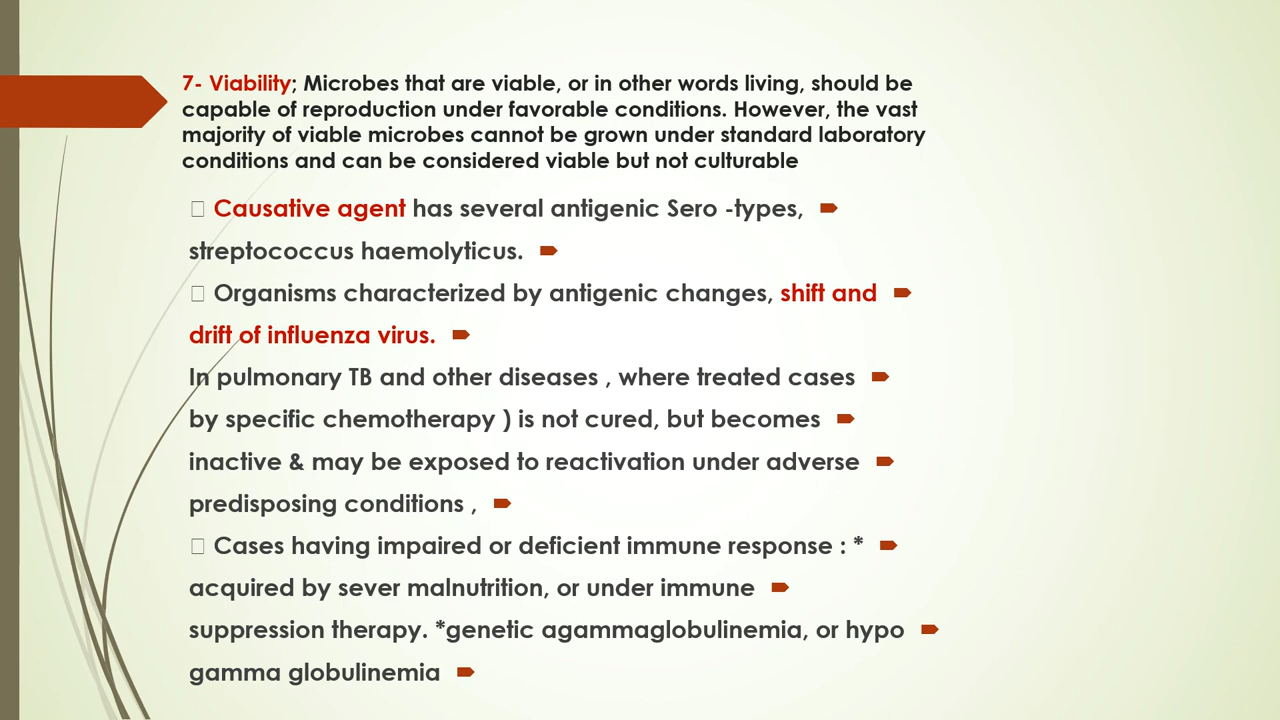 7- Viability; Microbes that are viable, or in other words living, should be
capable of reproduction under favorable conditions. However, the vast
majority of viable microbes cannot be grown under standard laboratory
conditions and can be considered viable but not culturable
Causative agent has several antigenic Sero -types,
streptococcus haemolyticus.
Organisms characterized by antigenic changes, shift and
drift of influenza virus.
In pulmonary TB and other diseases , where treated cases
by specific chemotherapy ) is not cured, but becomes
inactive & may be exposed to reactivation under adverse
predisposing conditions ,
Cases having impaired or deficient immune response : *
acquired by sever malnutrition, or under immune
suppression therapy. *genetic agammaglobulinemia, or hypo
gamma globulinemia